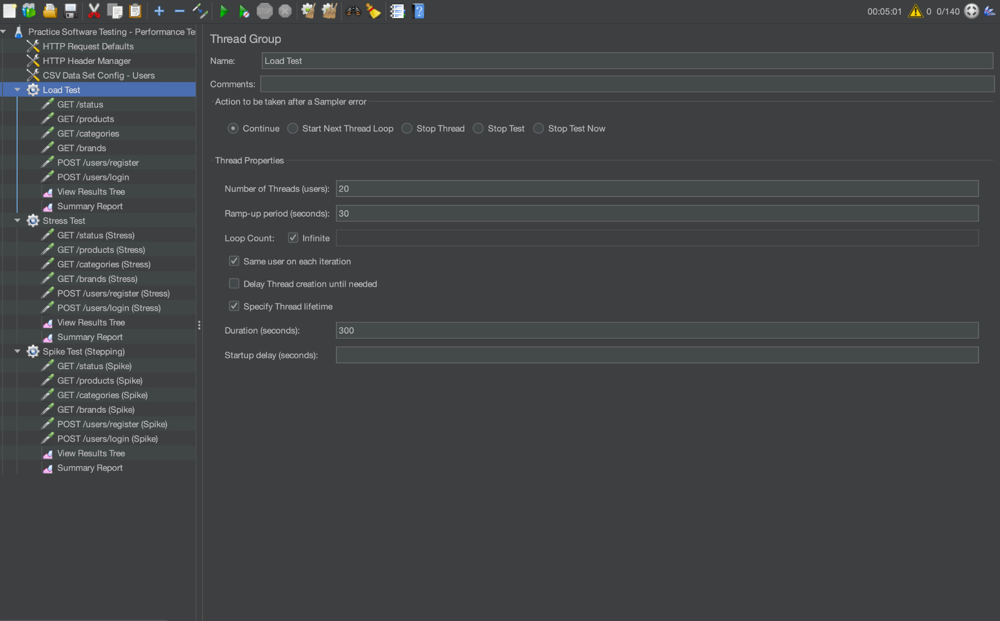 STOP
00:05:01 0 0/140
Practice Software Testing - Performance Te
HTTP Request Defaults
HTTP Header Manager
CSV Data Set Config - Users
Load Test
GET /status
GET /products
GET /categories
GET /brands
POST /users/register
POST /users/login
View Results Tree
Summary Report
Stress Test
GET /status (Stress)
GET /products (Stress)
GET /categories (Stress)
GET /brands (Stress)
POST /users/register (Stress)
POST /users/login (Stress)
View Results Tree
Summary Report
Spike Test (Stepping)
GET /status (Spike)
GET /products (Spike)
GET /categories (Spike)
GET /brands (Spike)
POST /users/register (Spike)
POST /users/login (Spike)
View Results Tree
Summary Report
Thread Group
Name: Load Test
Comments:
Action to be taken after a Sampler error
Continue Start Next Thread Loop Stop Thread Stop Test Stop Test Now
Thread Properties
Number of Threads (users): 20
Ramp-up period (seconds): 30
Loop Count: Infinite
Same user on each iteration
Delay Thread creation until needed
Specify Thread lifetime
Duration (seconds): 300
Startup delay (seconds):